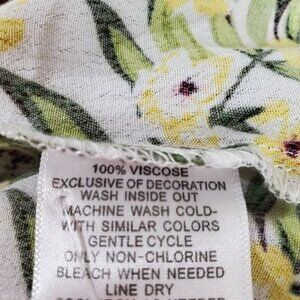 100% VISCOSE
EXCLUSIVE OF DECORATION
WASH INSIDE OUT
MACHINE WASH COLD-
WITH SIMILAR COLORS
GENTLE CYCLE
ONLY NON-CHLORINE
BLEACH WHEN NEEDED
LINE DRY